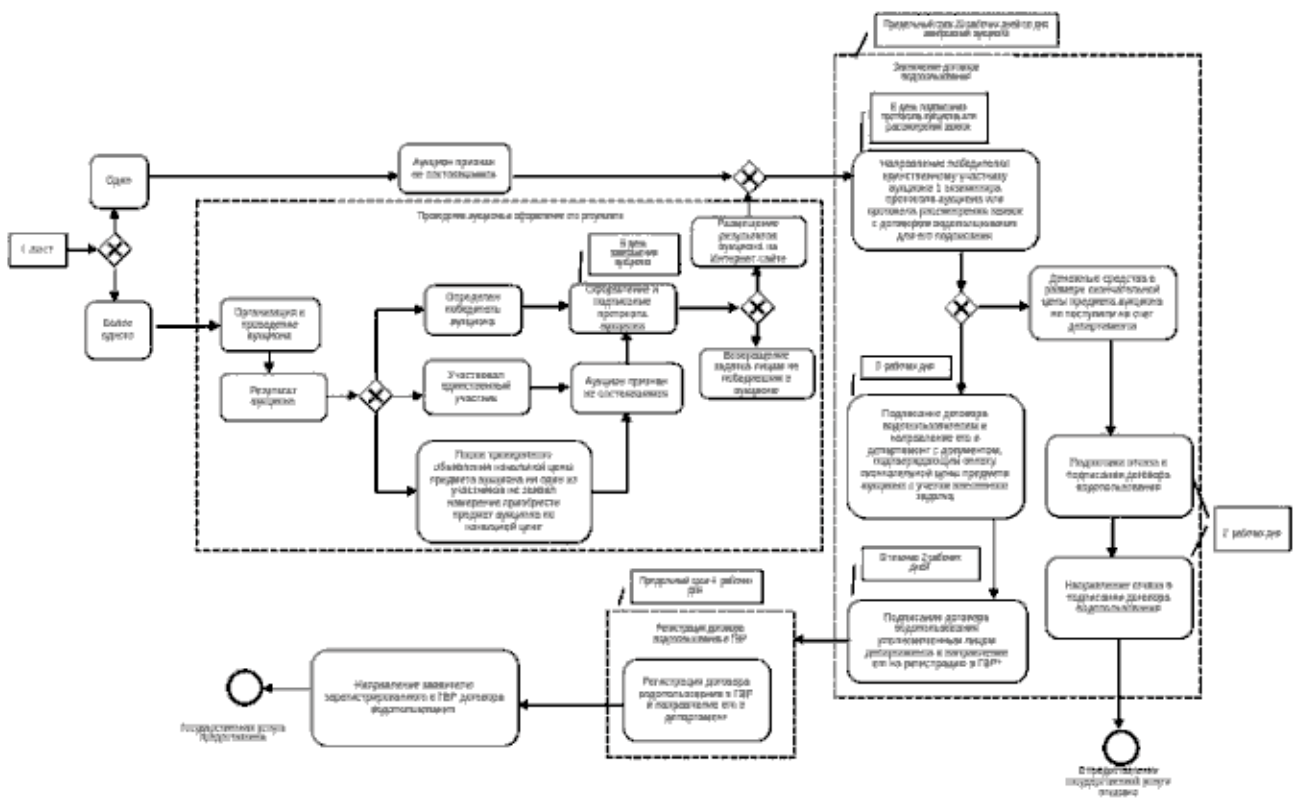 Предельный срок 20 рабочих дней со дня
завершения аукциона
Заключение договора
водопользования
В день подписания
протокола аукциона или
рассмотрения заявок
Один
Аукцион признан
не состоявшимся
Направление победителю
единственному участнику
аукциона 1 экземпляра
протокола аукциона или
протокола рассмотрения заявок
с договором водопользования
для его подписания
1 лист
Проведение аукциона и оформление его результата
Размещение
результатов
аукциона на
Интернет-сайте
В день
завершения
аукциона
Более
одного
Организация и
проведение
аукциона
Определен
победитель
аукциона
Оформление и
подписание
протокола
аукциона
Денежные средства в
размере окончательной
цены предмета аукциона
не поступили на счет
департамента
Результат
аукциона
Участвовал
единственный
участник
Аукцион признан
не состоявшимся
Возвращение
задатка лицам не
победившим в
аукционе
рабочих дня
После троекратного
объявления начальной цены
предмета аукциона ни один из
участников не заявил
намерение приобрести
предмет аукциона по
начальной цене
Подписание договора
водопользователем и
направление его в
департамент с документом,
подтверждающим оплату
окончательной цены предмета
аукциона с учетом внесенного
задатка
Подготовка отказа в
подписании договора
водопользования
2 рабочих дня
В течение 2 рабочих
дней
Направление отказа в
подписании договора
водопользования
Предельный срок рабочих
дня
Регистрация договора
водопользования в ГВР
Подписание договора
водопользования
уполномоченным лицом
департамента и направление
его на регистрацию в ГВР
Направление заявителю
зарегистрированного в ГВР договора
водопользования
Регистрация договора
водопользования в ГВР
и направление его в
департамент
Государственная услуга
предоставлена
В предоставлении
государственной услуги
отказано